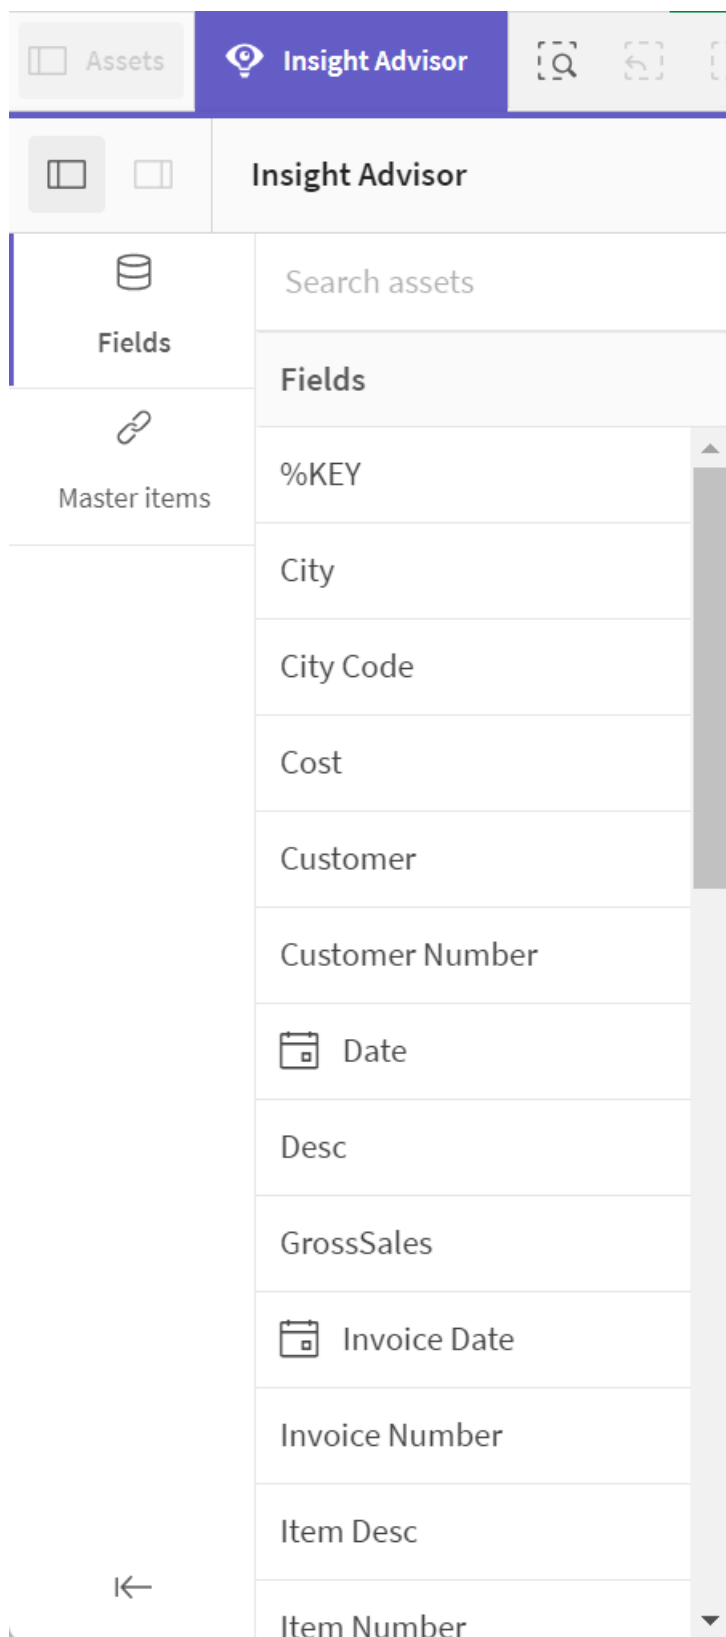 Assets
Insight Advisor
Insight Advisor
Fields
Master items
Search assets
Fields
%KEY
City
City Code
Cost
Customer
Customer Number
Date
Desc
GrossSales
Invoice Date
Invoice Number
Item Desc
Item Number